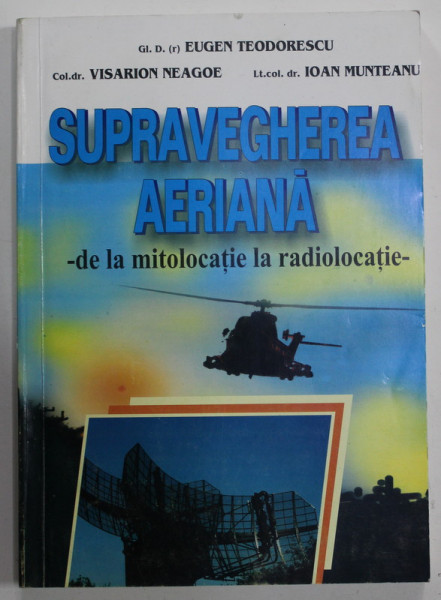 Gl. D. (r) EUGEN TEODORESCU
Col.dr. VISARION NEAGOE Lt.col. dr. IOAN MUNTEANU
SUPRAVEGHEREA
AERIANĂ
-de la mitolocație la radiolocație-